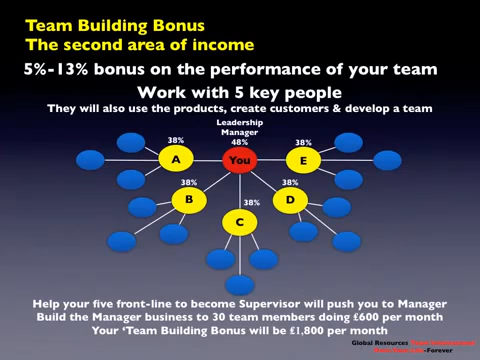 Team Building Bonus
The second area of income
5%-13% bonus on the performance of your team
Work with 5 key people
They will also use the products, create customers & develop a team
Leadership
Manager
38% 48% 38%
A You E
38% 38%
B D
38%
C
Help your five front-line to become Supervisor will push you to Manager
Build the Manager business to 30 team members doing £600 per month
Your ‘Team Building Bonus will be £1,800 per month
Global Resources
-Forever